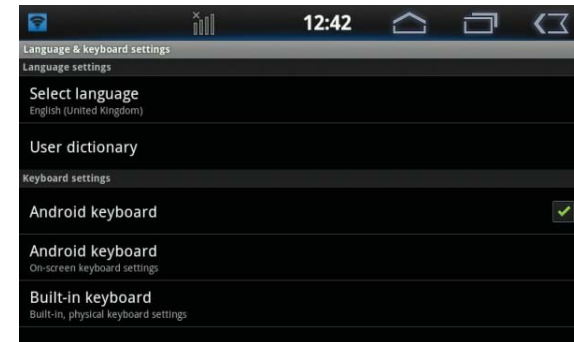 12:42
Language & keyboard settings
Language settings
Select language
English (United Kingdom)
User dictionary
Keyboard settings
Android keyboard
Android keyboard
On-screen keyboard settings
Built-in keyboard
Built-in, physical keyboard settings